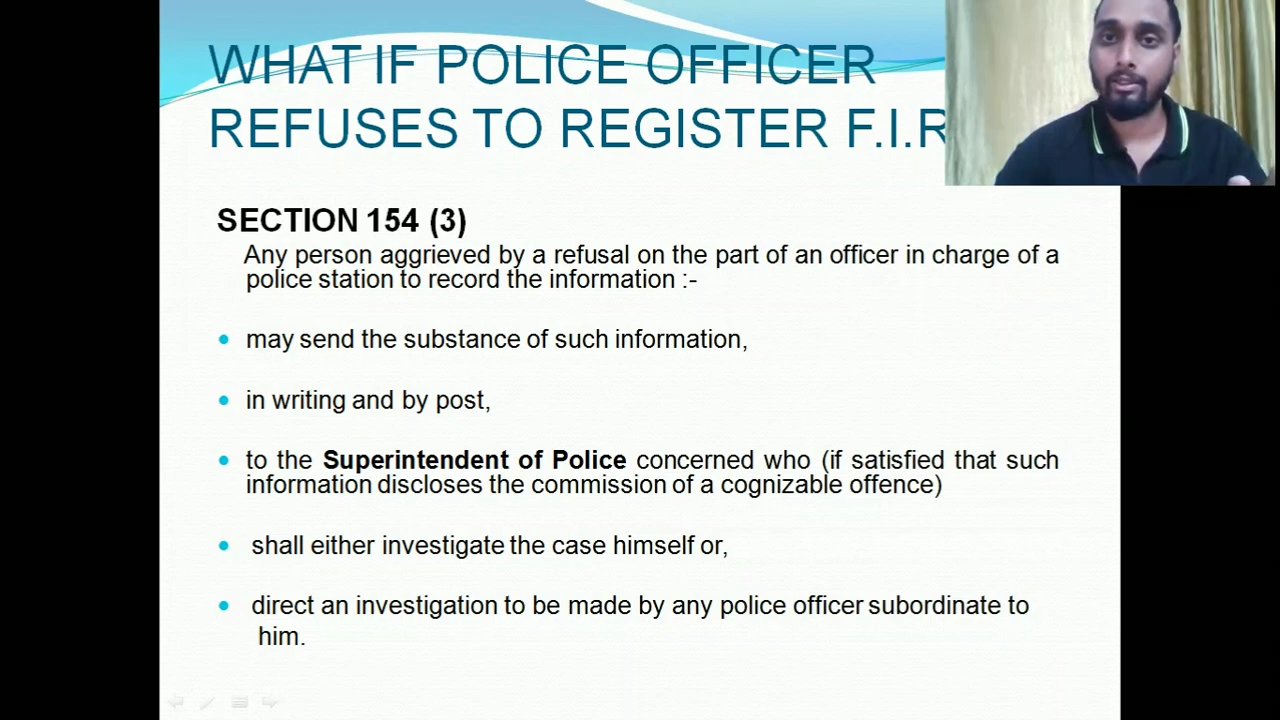 WHAT IF POLICE OFFICER
REFUSES TO REGISTER F.I.R
SECTION 154 (3)
Any person aggrieved by a refusal on the part of an officer in charge of a
police station to record the information :-
• may send the substance of such information,
• in writing and by post,
• to the Superintendent of Police concerned who (if satisfied that such
information discloses the commission of a cognizable offence)
• shall either investigate the case himself or,
• direct an investigation to be made by any police officer subordinate to
him.